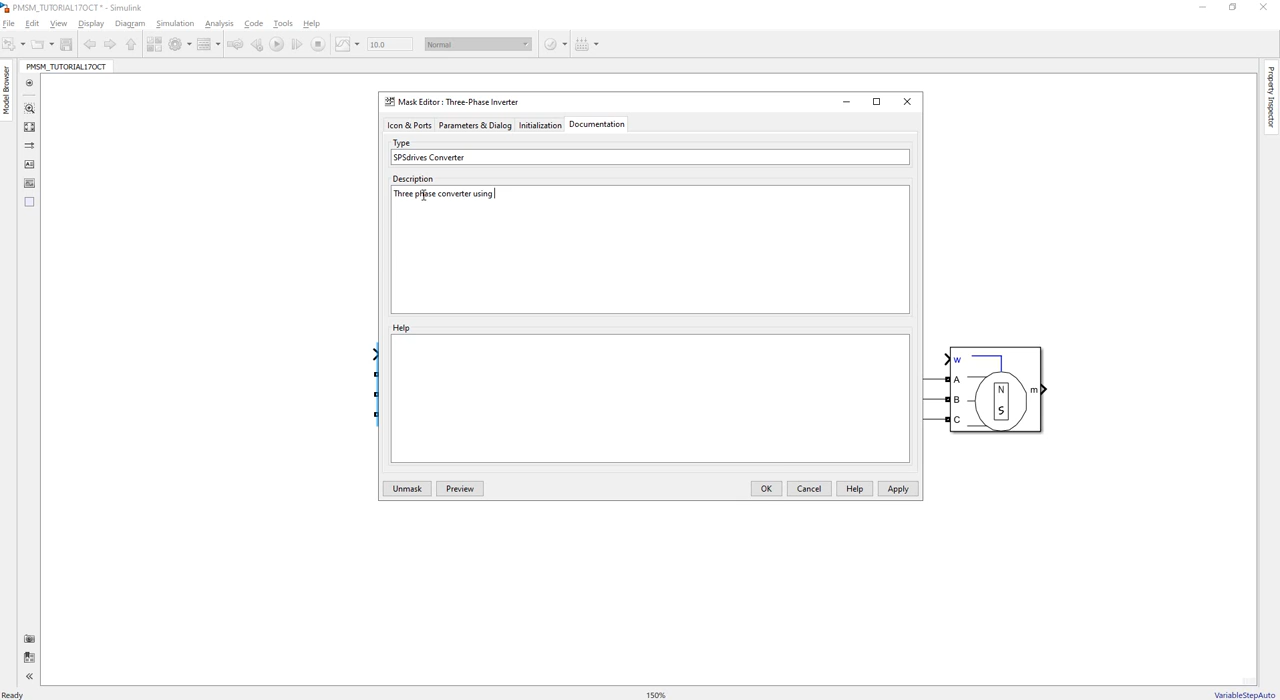 PMSM_TUTORIAL17OCT * - Simulink
File Edit View Display Diagram Simulation Analysis Code Tools Help
10.0 Normal
PMSM_TUTORIAL17OCT
Model Browser
Property Inspector
Mask Editor : Three-Phase Inverter
Icon & Ports Parameters & Dialog Initialization Documentation
Type
SPSdrives Converter
Description
Three phase converter using
Help
w
A
B
C
N
S
m
Unmask Preview OK Cancel Help Apply
Ready 150% VariableStepAuto